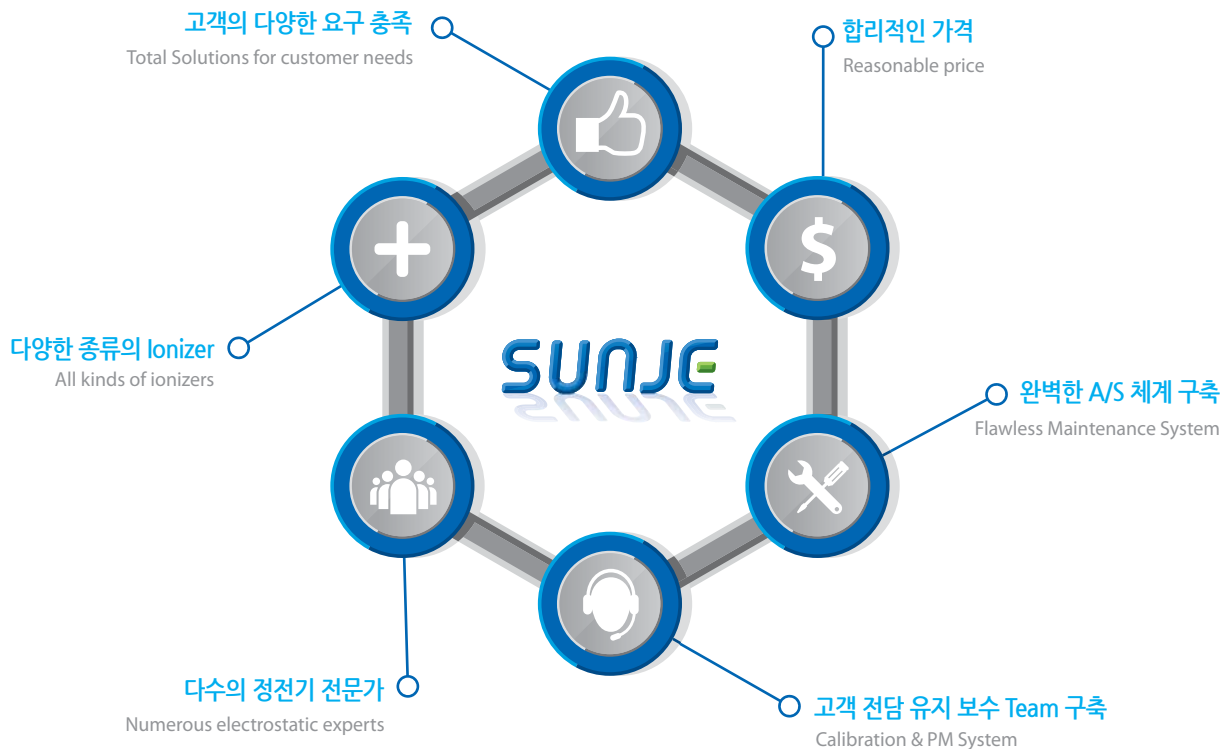 고객의 다양한 요구 충족
Total Solutions for customer needs
합리적인 가격
Reasonable price
$
다양한 종류의 Ionizer
All kinds of ionizers
SUNJE
완벽한 A/S 체계 구축
Flawless Maintenance System
다수의 정전기 전문가
Numerous electrostatic experts
고객 전담 유지 보수 Team 구축
Calibration & PM System